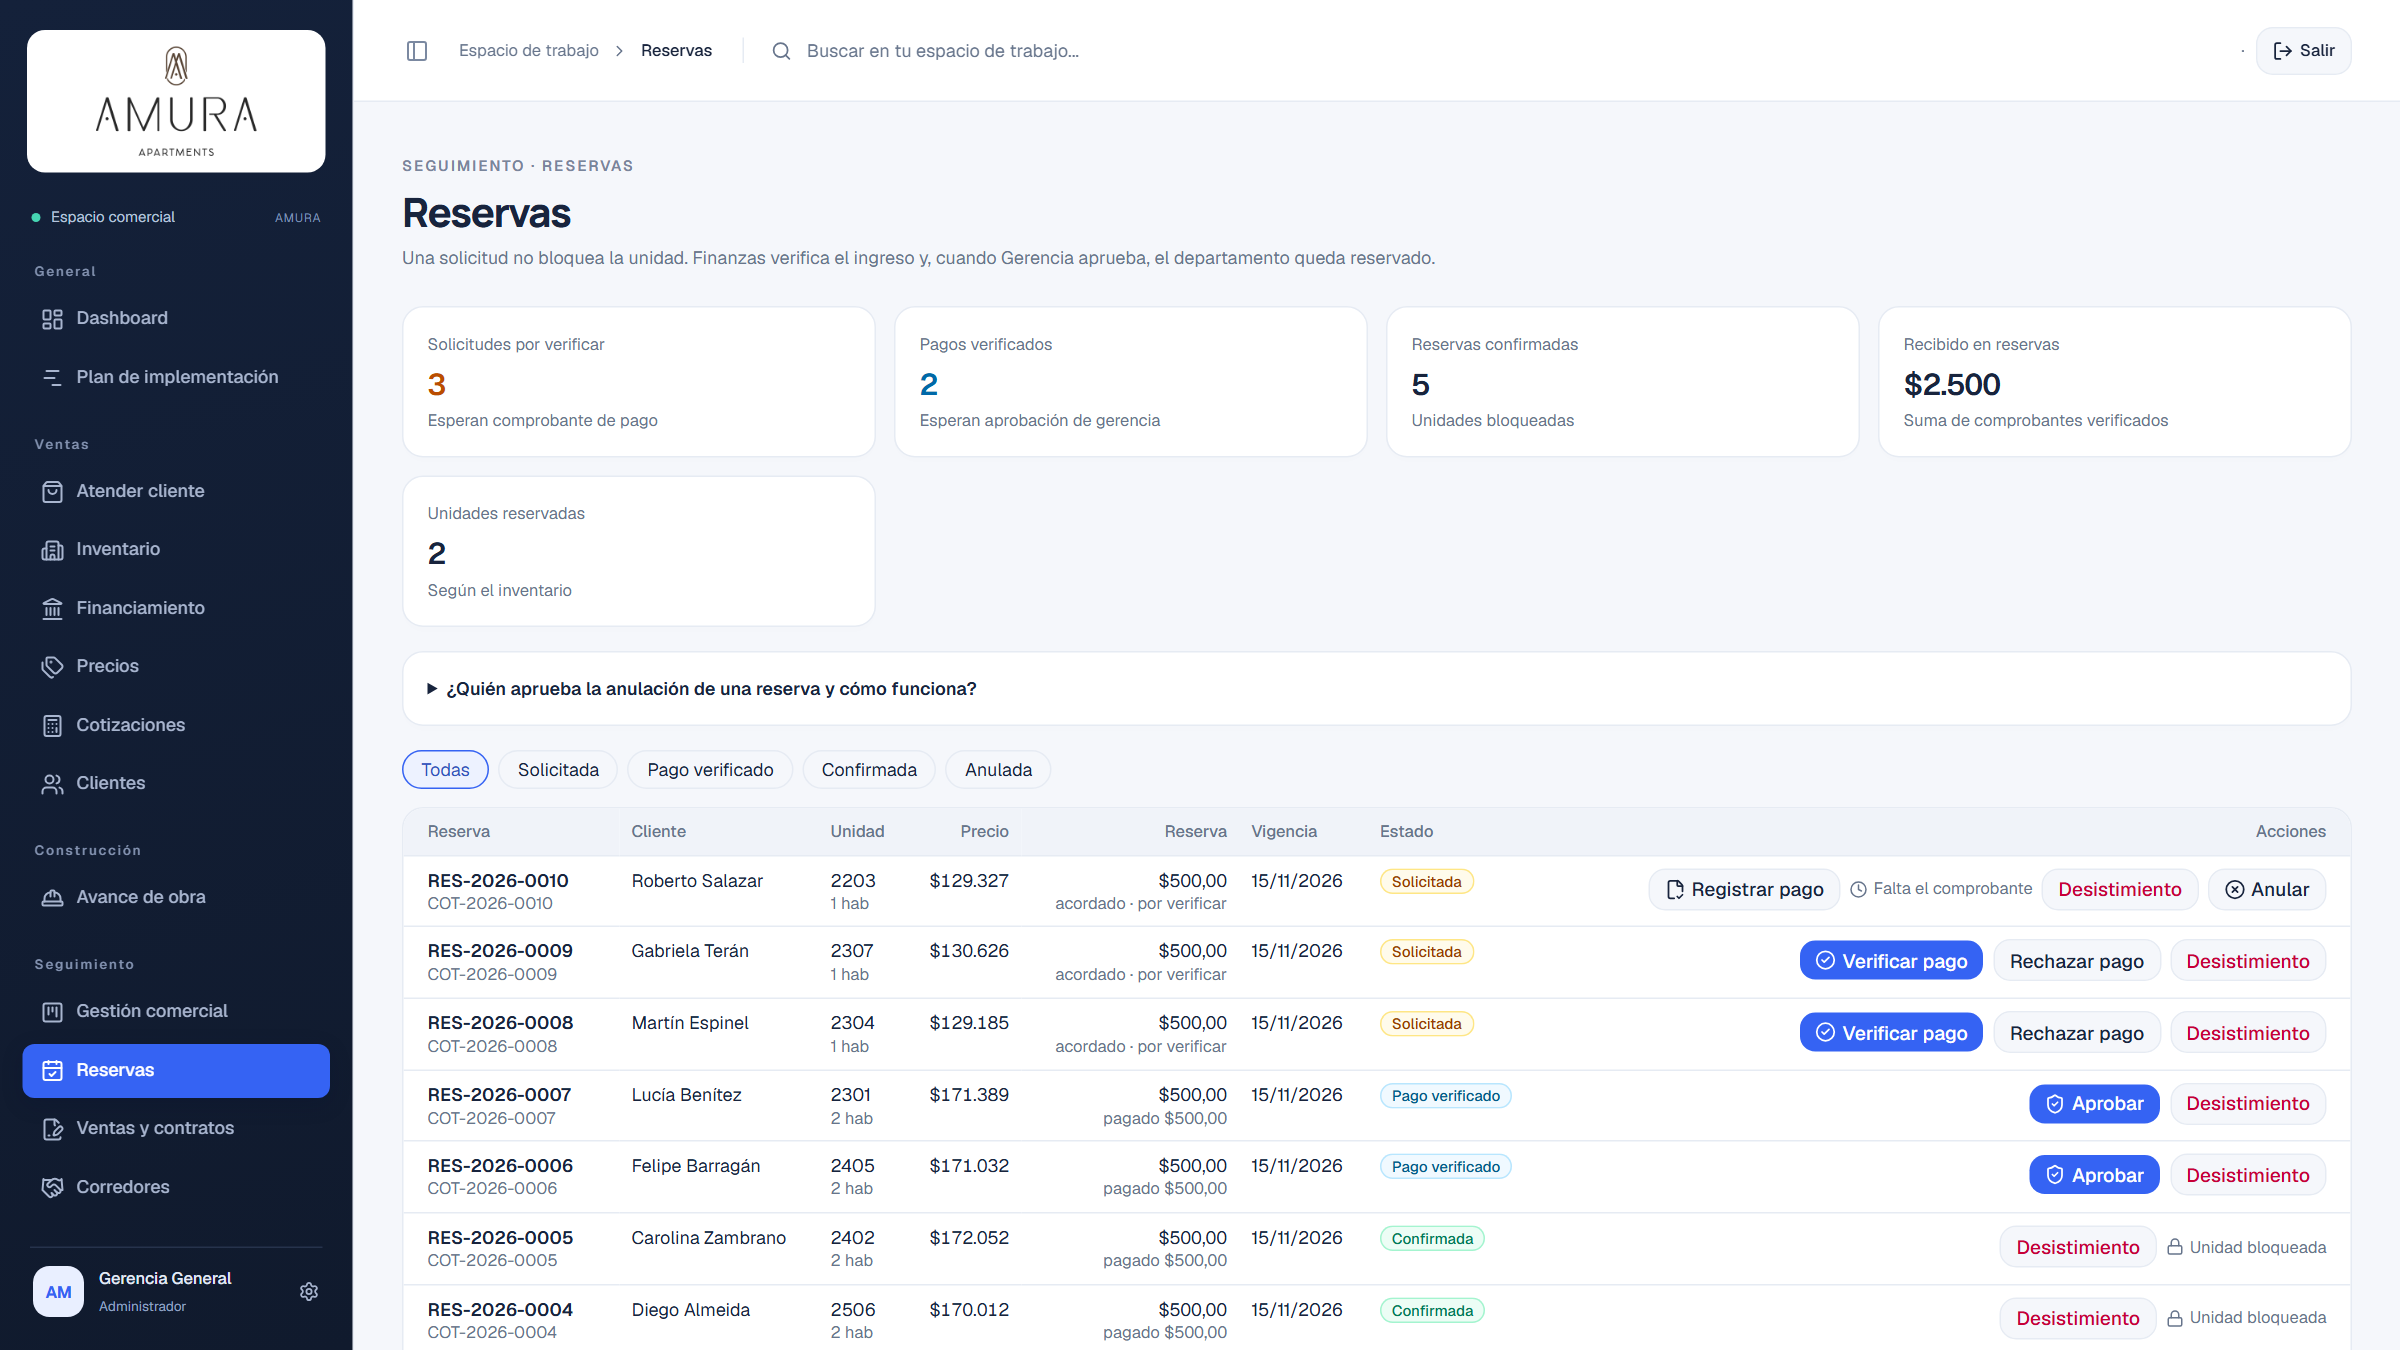 AMURA
APARTMENTS
Espacio comercial AMURA
General
Dashboard
Plan de implementación
Ventas
Atender cliente
Inventario
Financiamiento
Precios
Cotizaciones
Clientes
Construcción
Avance de obra
Seguimiento
Gestión comercial
Reservas
Ventas y contratos
Corredores
AM
Gerencia General
Administrador
Espacio de trabajo > Reservas
Buscar en tu espacio de trabajo...
· Salir
SEGUIMIENTO · RESERVAS
Reservas
Una solicitud no bloquea la unidad. Finanzas verifica el ingreso y, cuando Gerencia aprueba, el departamento queda reservado.
Solicitudes por verificar
3
Esperan comprobante de pago
Pagos verificados
2
Esperan aprobación de gerencia
Reservas confirmadas
5
Unidades bloqueadas
Recibido en reservas
$2.500
Suma de comprobantes verificados
Unidades reservadas
2
Según el inventario
¿Quién aprueba la anulación de una reserva y cómo funciona?
Todas Solicitada Pago verificado Confirmada Anulada
Reserva Cliente Unidad Precio Reserva Vigencia Estado Acciones
RES-2026-0010 Roberto Salazar 2203 $129.327 $500,00 15/11/2026 Solicitada Registrar pago Falta el comprobante Desistimiento Anular
COT-2026-0010 1 hab acordado · por verificar
RES-2026-0009 Gabriela Terán 2307 $130.626 $500,00 15/11/2026 Solicitada Verificar pago Rechazar pago Desistimiento
COT-2026-0009 1 hab acordado · por verificar
RES-2026-0008 Martín Espinel 2304 $129.185 $500,00 15/11/2026 Solicitada Verificar pago Rechazar pago Desistimiento
COT-2026-0008 1 hab acordado · por verificar
RES-2026-0007 Lucía Benítez 2301 $171.389 $500,00 15/11/2026 Pago verificado Aprobar Desistimiento
COT-2026-0007 2 hab pagado $500,00
RES-2026-0006 Felipe Barragán 2405 $171.032 $500,00 15/11/2026 Pago verificado Aprobar Desistimiento
COT-2026-0006 2 hab pagado $500,00
RES-2026-0005 Carolina Zambrano 2402 $172.052 $500,00 15/11/2026 Confirmada Desistimiento Unidad bloqueada
COT-2026-0005 2 hab pagado $500,00
RES-2026-0004 Diego Almeida 2506 $170.012 $500,00 15/11/2026 Confirmada Desistimiento Unidad bloqueada
COT-2026-0004 2 hab pagado $500,00